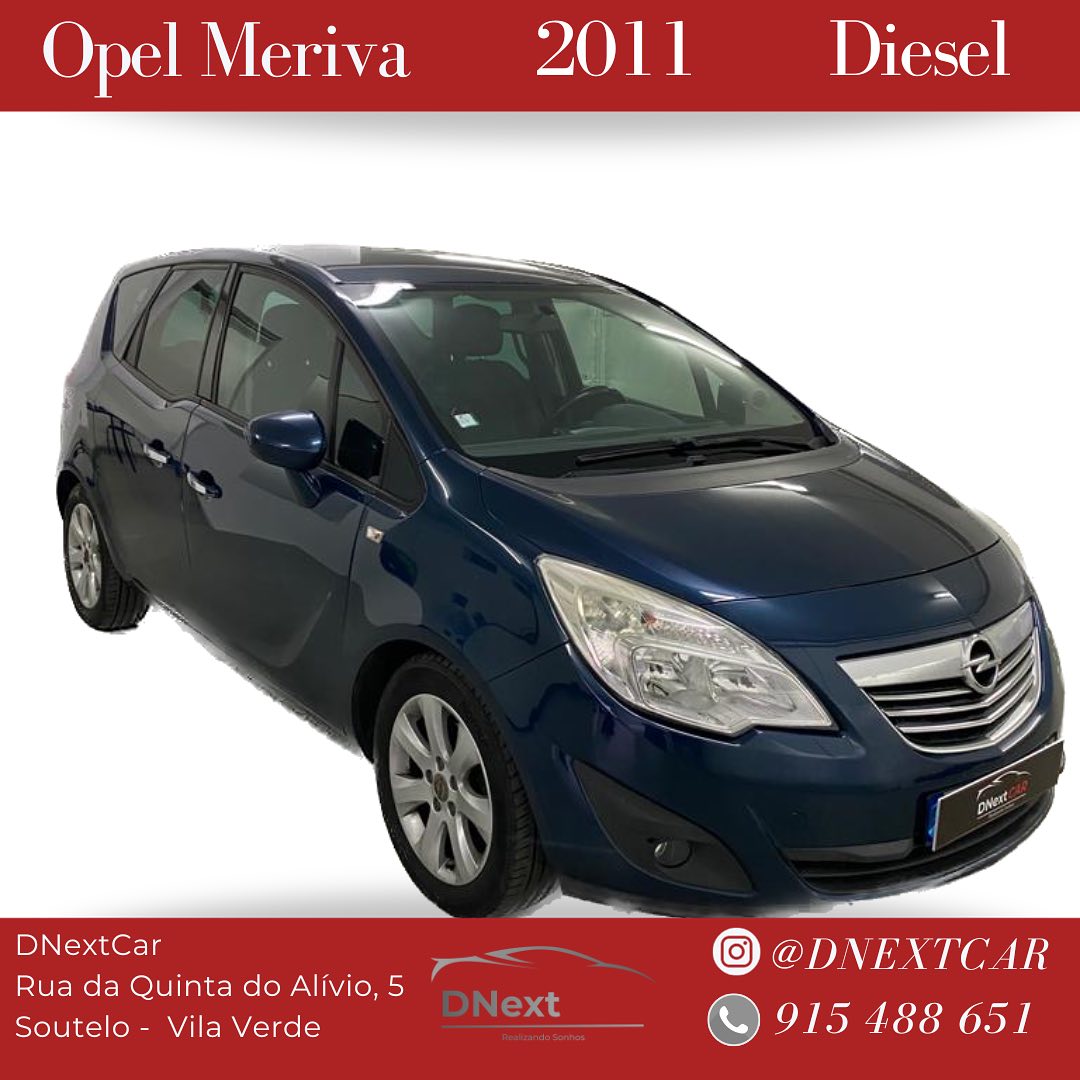 Opel Meriva 2011 Diesel
DNextCAR
DNextCar
Rua da Quinta do Alívio, 5
Soutelo - Vila Verde
DNext
Realizando Sonhos
@DNEXTCAR
915 488 651